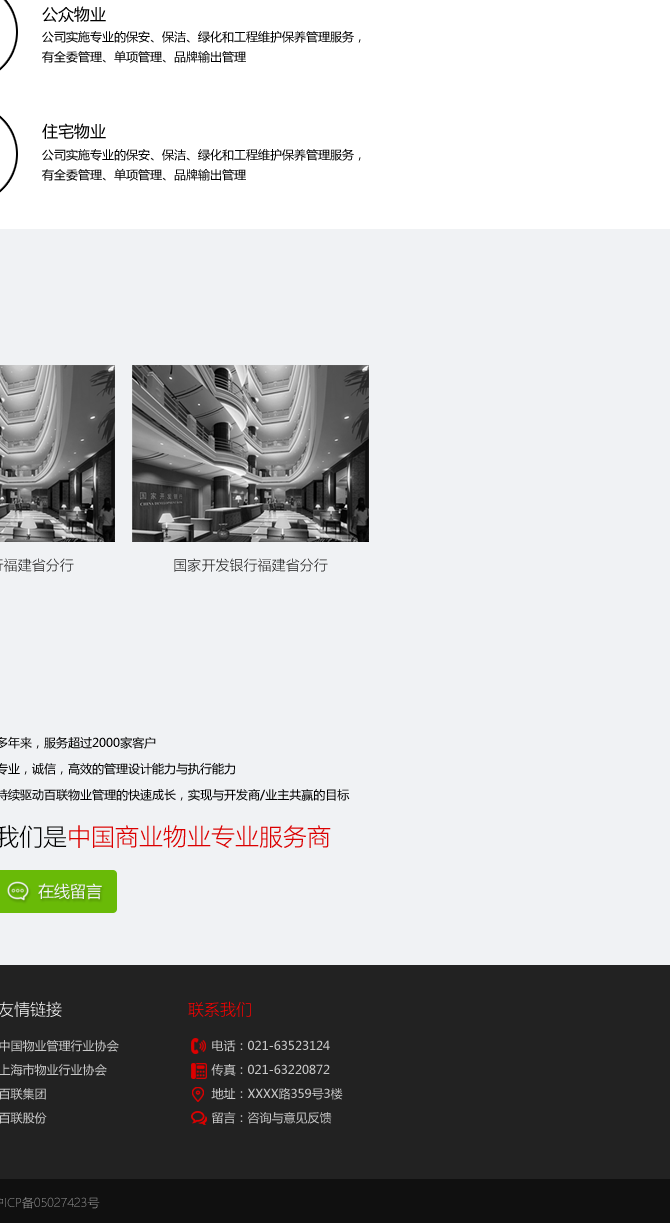 公众物业
公司实施专业的保安、保洁、绿化和工程维护保养管理服务，
有全委管理、单项管理、品牌输出管理
住宅物业
公司实施专业的保安、保洁、绿化和工程维护保养管理服务，
有全委管理、单项管理、品牌输出管理
国家开发银行
行福建省分行
国家开发银行福建省分行
多年来，服务超过2000家客户
专业，诚信，高效的管理设计能力与执行能力
持续驱动百联物业管理的快速成长，实现与开发商/业主共赢的目标
我们是中国商业物业专业服务商
在线留言
友情链接
中国物业管理行业协会
上海市物业行业协会
百联集团
百联股份
联系我们
电话：021-63523124
传真：021-63220872
地址：XXXX路359号3楼
留言：咨询与意见反馈
沪ICP备05027423号